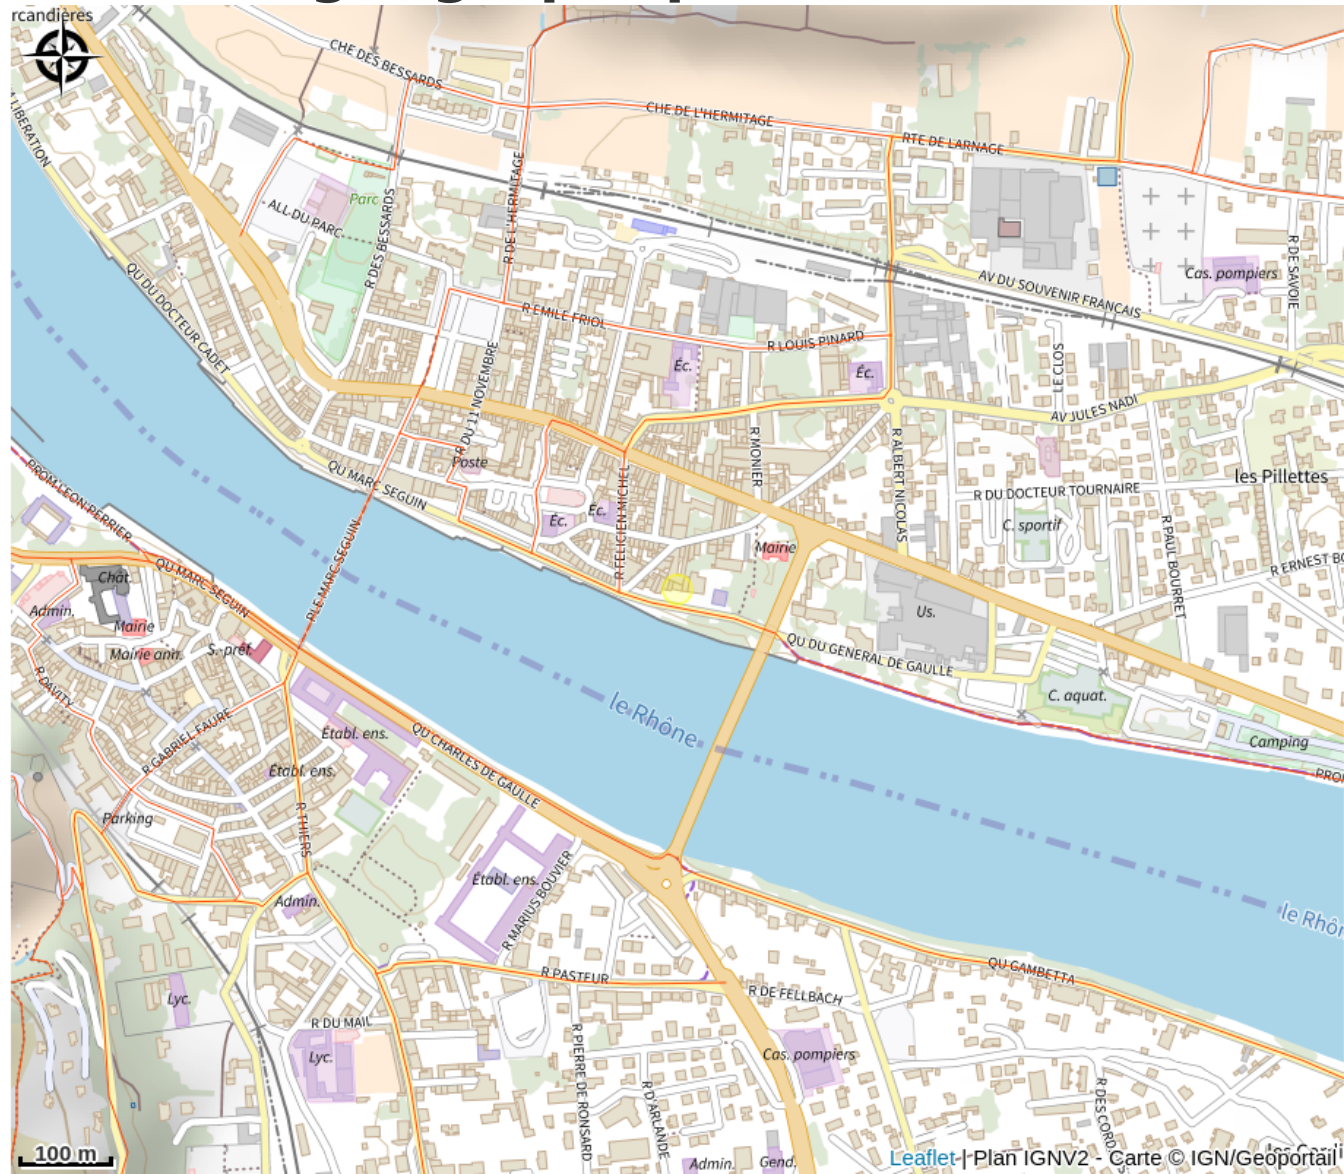 rcandières
CHE DES BESSARDS
CHE DE L'HERMITAGE
RTE DE LARNAGE
LIBERATION
R DE L'HERMITAGE
Parc
ALL DU PARC
R DES BESSARDS
Cas. pompiers
R DE SAVOIE
AV DU SOUVENIR FRANCAIS
QU DU DOCTEUR CADET
R EMILE FRIOL
R LOUIS PINARD
R DU 11 NOVEMBRE
Éc.
Éc.
LE CLOS
AV JULES NADI
R MONIER
R ALBERT NICOLAS
Poste
QU MARC SEGUIN
R FELICIEN MICHEL
les Pillettes
R DU DOCTEUR TOURNAIRE
PROM LEON PERRIER
Éc.
Éc.
C. sportif
R PAUL BOURRET
Mairie
PLE MARC SEGUIN
QU MARC SEGUIN
R ERNEST BO
Chât.
Admin.
Mairie
Us.
Mairie ann.
S.-préf.
QU DU GENERAL DE GAULLE
R DAVITY
C. aquat.
le Rhône
R GABRIEL FAURE
Établ. ens.
QU CHARLES DE GAULLE
Camping
Établ. ens.
PROM
Parking
R THIERS
Établ. ens.
R MARIUS BOUVIER
Admin.
le Rhôn
R PASTEUR
QU GAMBETTA
Lyc.
R DE FELLBACH
R DU MAIL
Lyc.
R PIERRE DE RONSARD
Cas. pompiers
R D'ARLANDE
R DES CORD
100 m
Admin.
Gend.
Leaflet | Plan IGNV2 - Carte © IGN/Geoportail